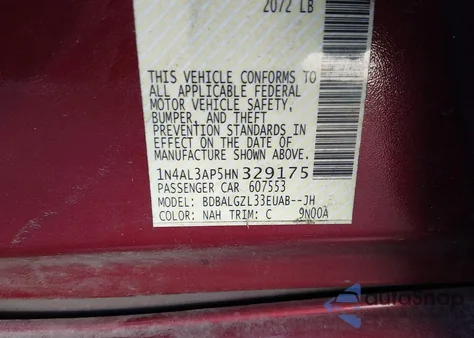 2072 LB
THIS VEHICLE CONFORMS TO
ALL APPLICABLE FEDERAL
MOTOR VEHICLE SAFETY,
BUMPER, AND THEFT
PREVENTION STANDARDS IN
EFFECT ON THE DATE OF
MANUFACTURE SHOWN ABOVE.
1N4AL3AP5HN329175
PASSENGER CAR 607553
MODEL: BDBALGZL33EUAB--JH
COLOR: NAH TRIM: C 9N00A
AutoSnap